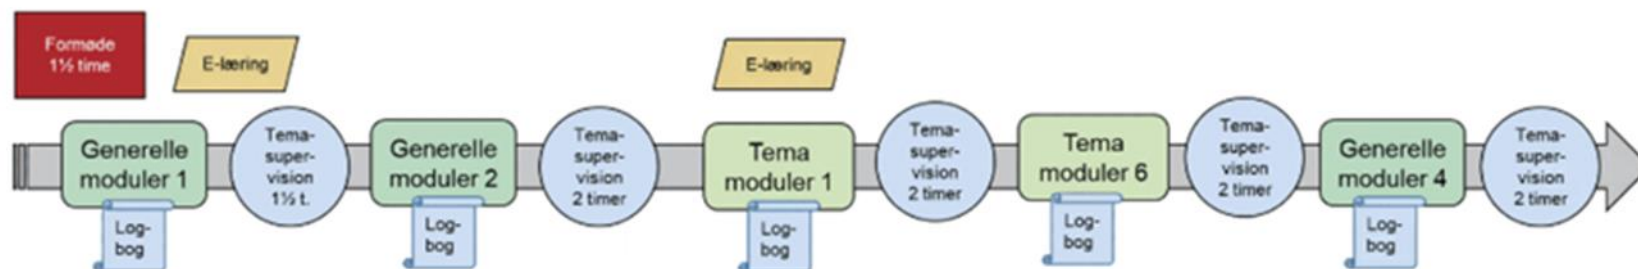 Formøde
1½ time
E-læring
E-læring
Generelle
moduler 1
Tema-
super-
vision
1½ t.
Generelle
moduler 2
Tema-
super-
vision
2 timer
Tema
moduler 1
Tema-
super-
vision
2 timer
Tema
moduler 6
Tema-
super-
vision
2 timer
Generelle
moduler 4
Tema-
super-
vision
2 timer
Log-
bog
Log-
bog
Log-
bog
Log-
bog
Log-
bog